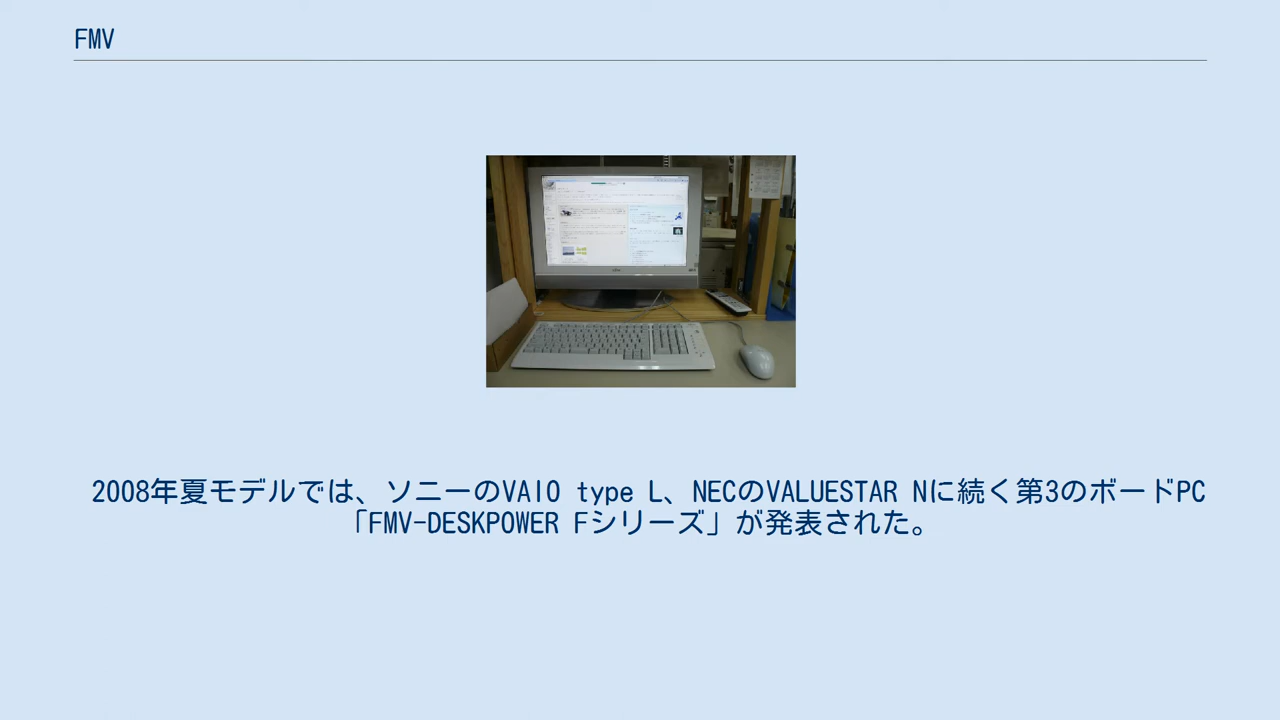 FMV
2008年夏モデルでは、ソニーのVAIO type L、NECのVALUESTAR Nに続く第3のボードPC
「FMV-DESKPOWER Fシリーズ」が発表された。